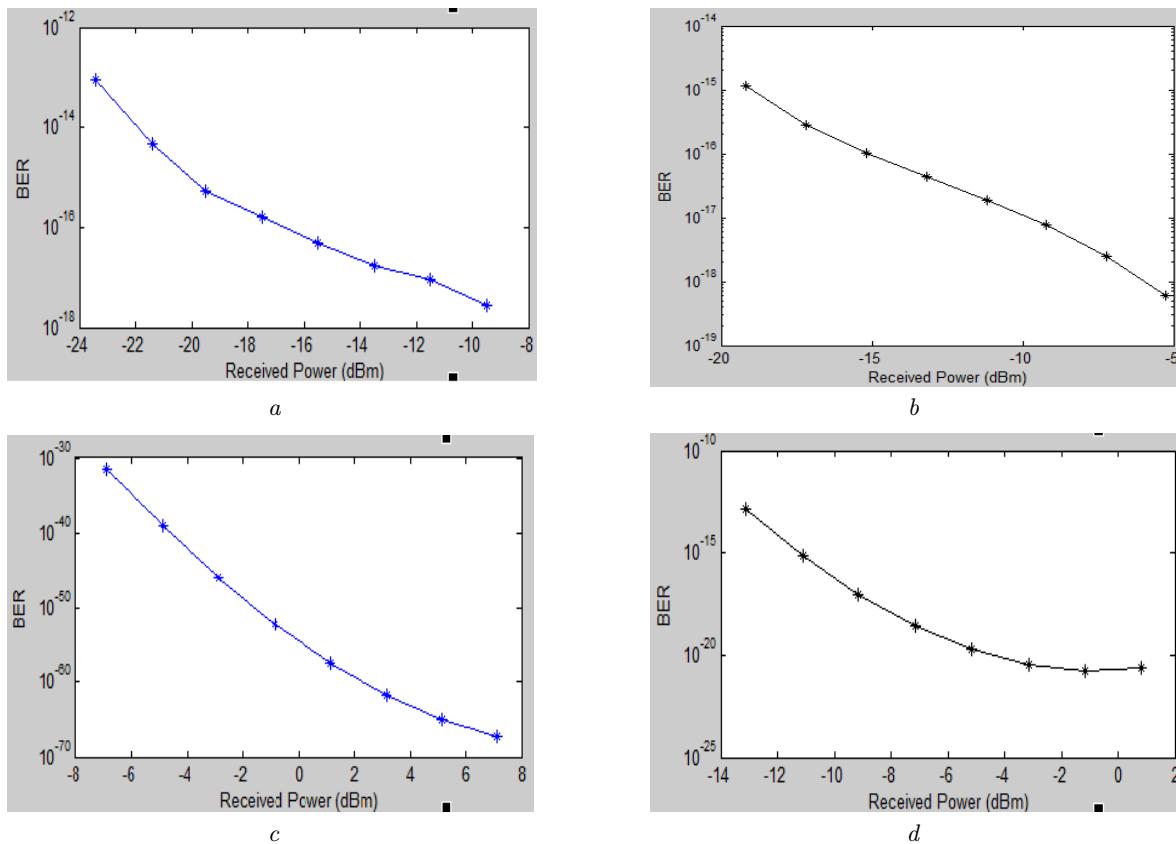 10^-12
10^-14
10^-16
10^-18
BER
-24 -22 -20 -18 -16 -14 -12 -10 -8
Received Power (dBm)
a
10^-14
10^-15
10^-16
10^-17
10^-18
10^-19
BER
-20 -15 -10 -5
Received Power (dBm)
b
10^-30
10^-40
10^-50
10^-60
10^-70
BER
-8 -6 -4 -2 0 2 4 6 8
Received Power (dBm)
c
10^-10
10^-15
10^-20
10^-25
BER
-14 -12 -10 -8 -6 -4 -2 0 2
Received Power (dBm)
d